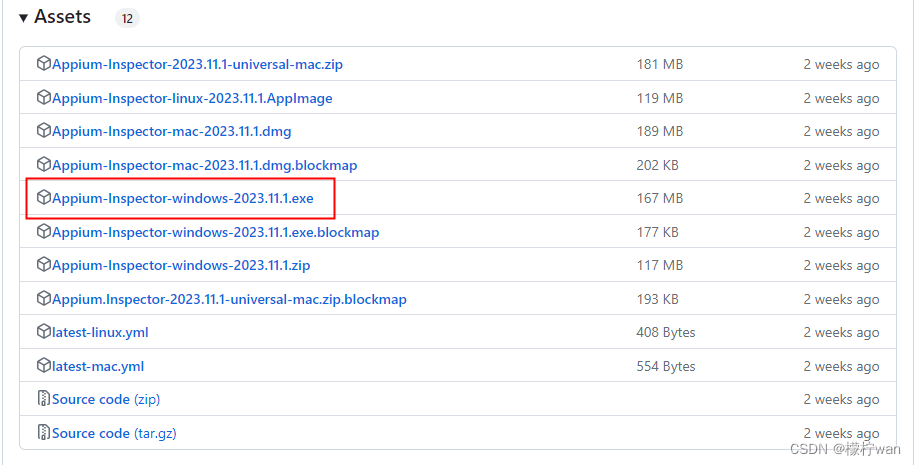 Assets 12
Appium-Inspector-2023.11.1-universal-mac.zip 181 MB 2 weeks ago
Appium-Inspector-linux-2023.11.1.AppImage 119 MB 2 weeks ago
Appium-Inspector-mac-2023.11.1.dmg 189 MB 2 weeks ago
Appium-Inspector-mac-2023.11.1.dmg.blockmap 202 KB 2 weeks ago
Appium-Inspector-windows-2023.11.1.exe 167 MB 2 weeks ago
Appium-Inspector-windows-2023.11.1.exe.blockmap 177 KB 2 weeks ago
Appium-Inspector-windows-2023.11.1.zip 117 MB 2 weeks ago
Appium.Inspector-2023.11.1-universal-mac.zip.blockmap 193 KB 2 weeks ago
latest-linux.yml 408 Bytes 2 weeks ago
latest-mac.yml 554 Bytes 2 weeks ago
Source code (zip) 2 weeks ago
Source code (tar.gz) 2 weeks ago
CSDN @檬柠wan